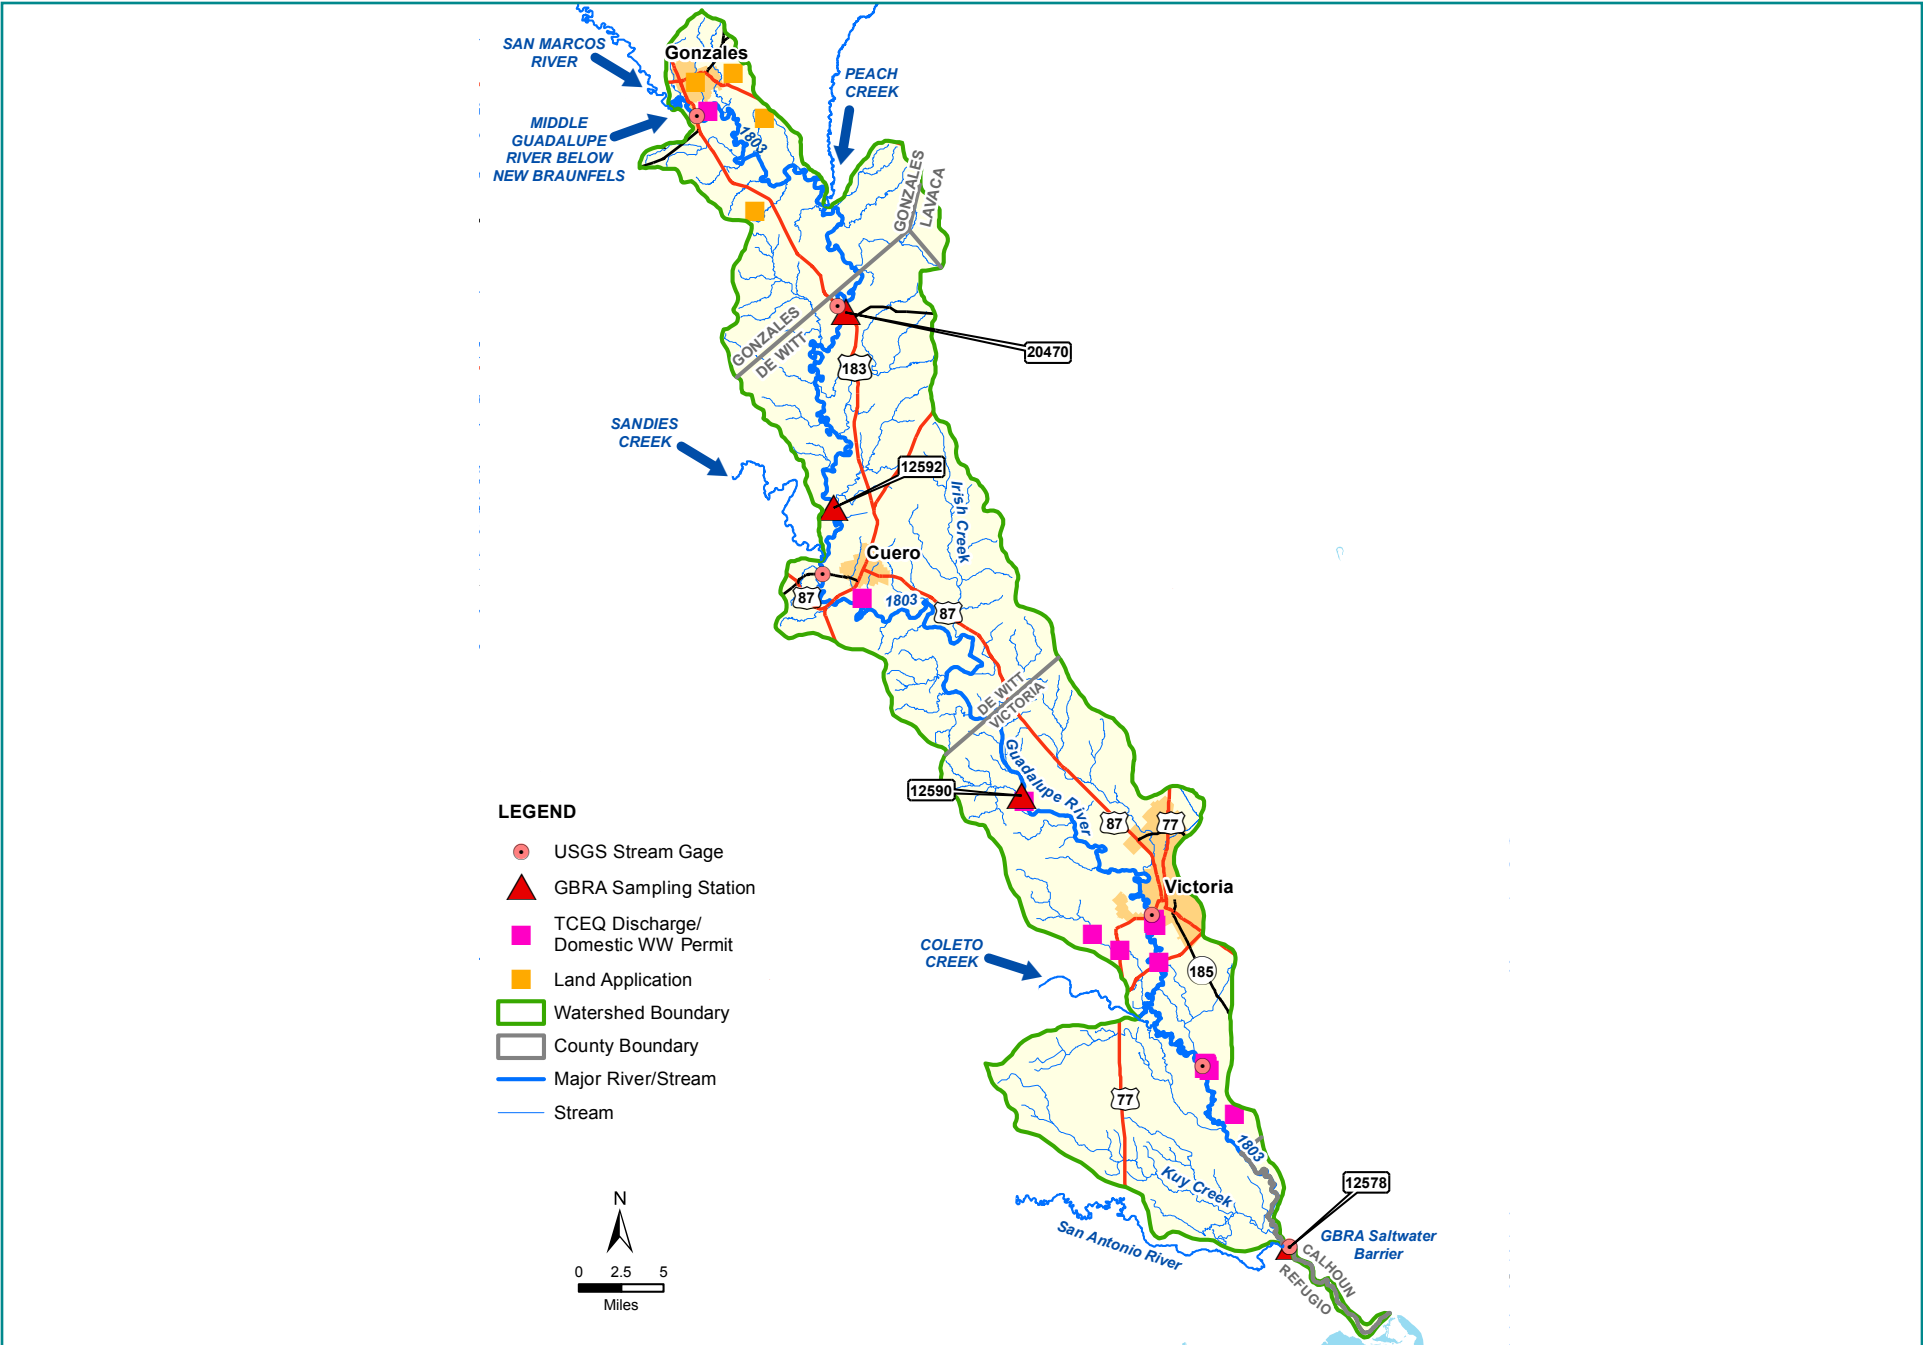 SAN MARCOS
RIVER
Gonzales
PEACH
CREEK
MIDDLE
GUADALUPE
RIVER BELOW
NEW BRAUNFELS
1803
GONZALES
LAVACA
GONZALES
DE WITT
20470
183
SANDIES
CREEK
12592
Irish Creek
Cuero
87
1803
87
DE WITT
VICTORIA
Guadalupe River
12590
87
77
Victoria
COLETO
CREEK
185
77
1803
Kuy Creek
San Antonio River
12578
GBRA Saltwater
Barrier
CALHOUN
REFUGIO
LEGEND
USGS Stream Gage
GBRA Sampling Station
TCEQ Discharge/
Domestic WW Permit
Land Application
Watershed Boundary
County Boundary
Major River/Stream
Stream
N
0 2.5 5
Miles